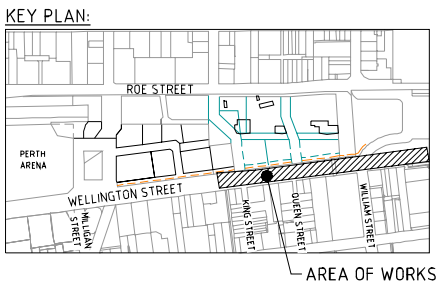 KEY PLAN:
ROE STREET
PERTH
ARENA
WELLINGTON STREET
MILLIGAN
STREET
KING STREET
QUEEN STREET
WILLIAM STREET
AREA OF WORKS